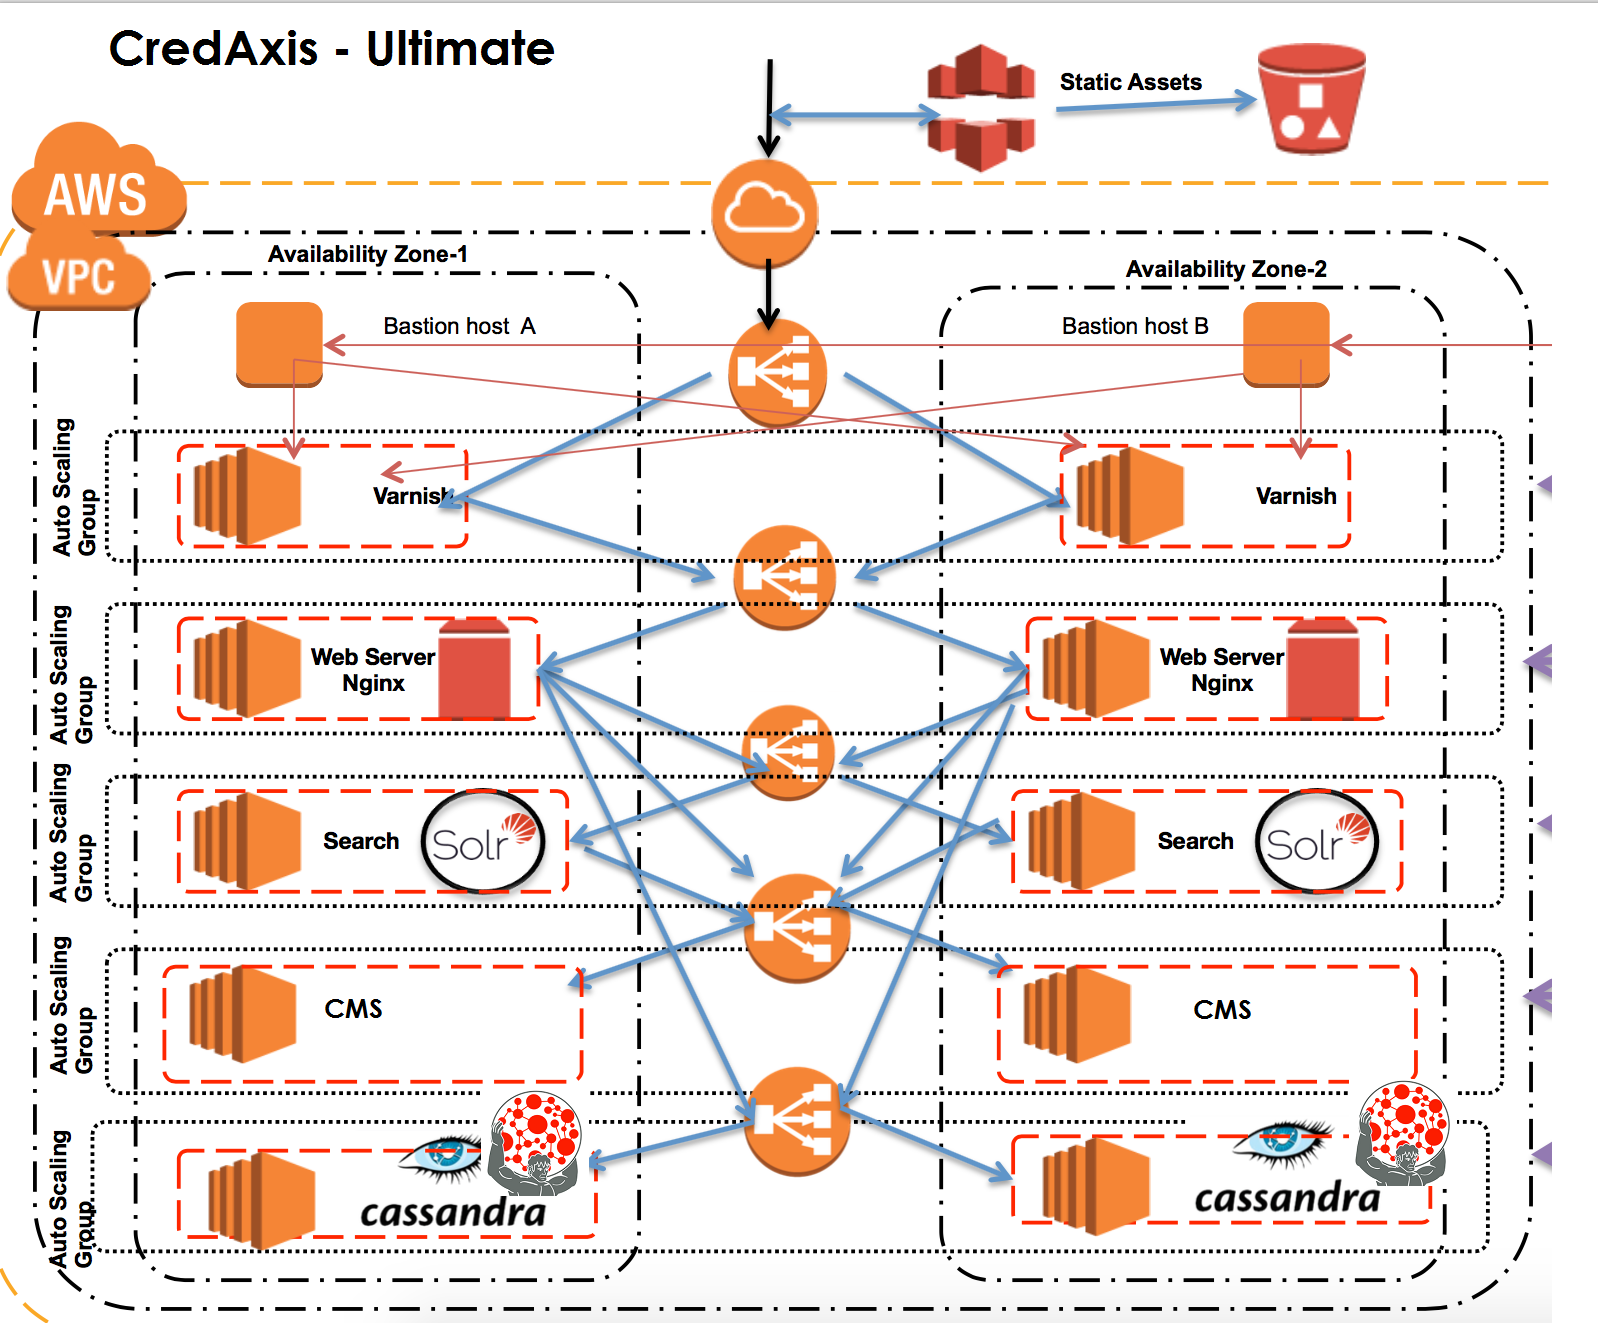 CredAxis - Ultimate
Static Assets
AWS
VPC
Availability Zone-1
Availability Zone-2
Bastion host A
Bastion host B
Auto Scaling
Group
Varnish
Varnish
Auto Scaling
Group
Web Server
Nginx
Web Server
Nginx
Auto Scaling
Group
Search
Solr
Search
Solr
Auto Scaling
Group
CMS
CMS
Auto Scaling
Group
cassandra
cassandra